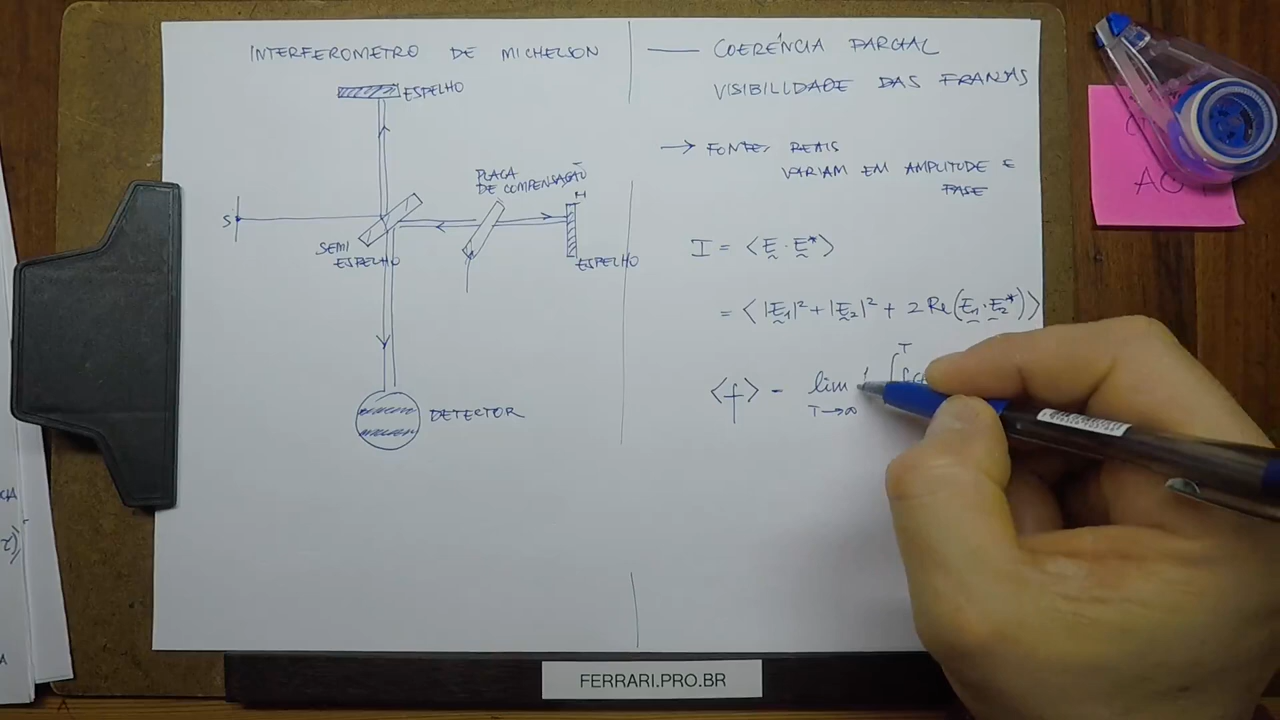 INTERFEROMETRO DE MICHELSON
ESPELHO
PLACA
DE COMPENSAÇÃO
M
S
SEMI
ESPELHO
ESPELHO
DETECTOR
COERÊNCIA PARCIAL
VISIBILIDADE DAS FRANJAS
→ FONTES REAIS
VARIAM EM AMPLITUDE E
FASE
I = ⟨E · E*⟩
= ⟨|E1|² + |E2|² + 2 Re(E1 · E2*)⟩
⟨f⟩ = lim
T→∞
T
FERRARI.PRO.BR